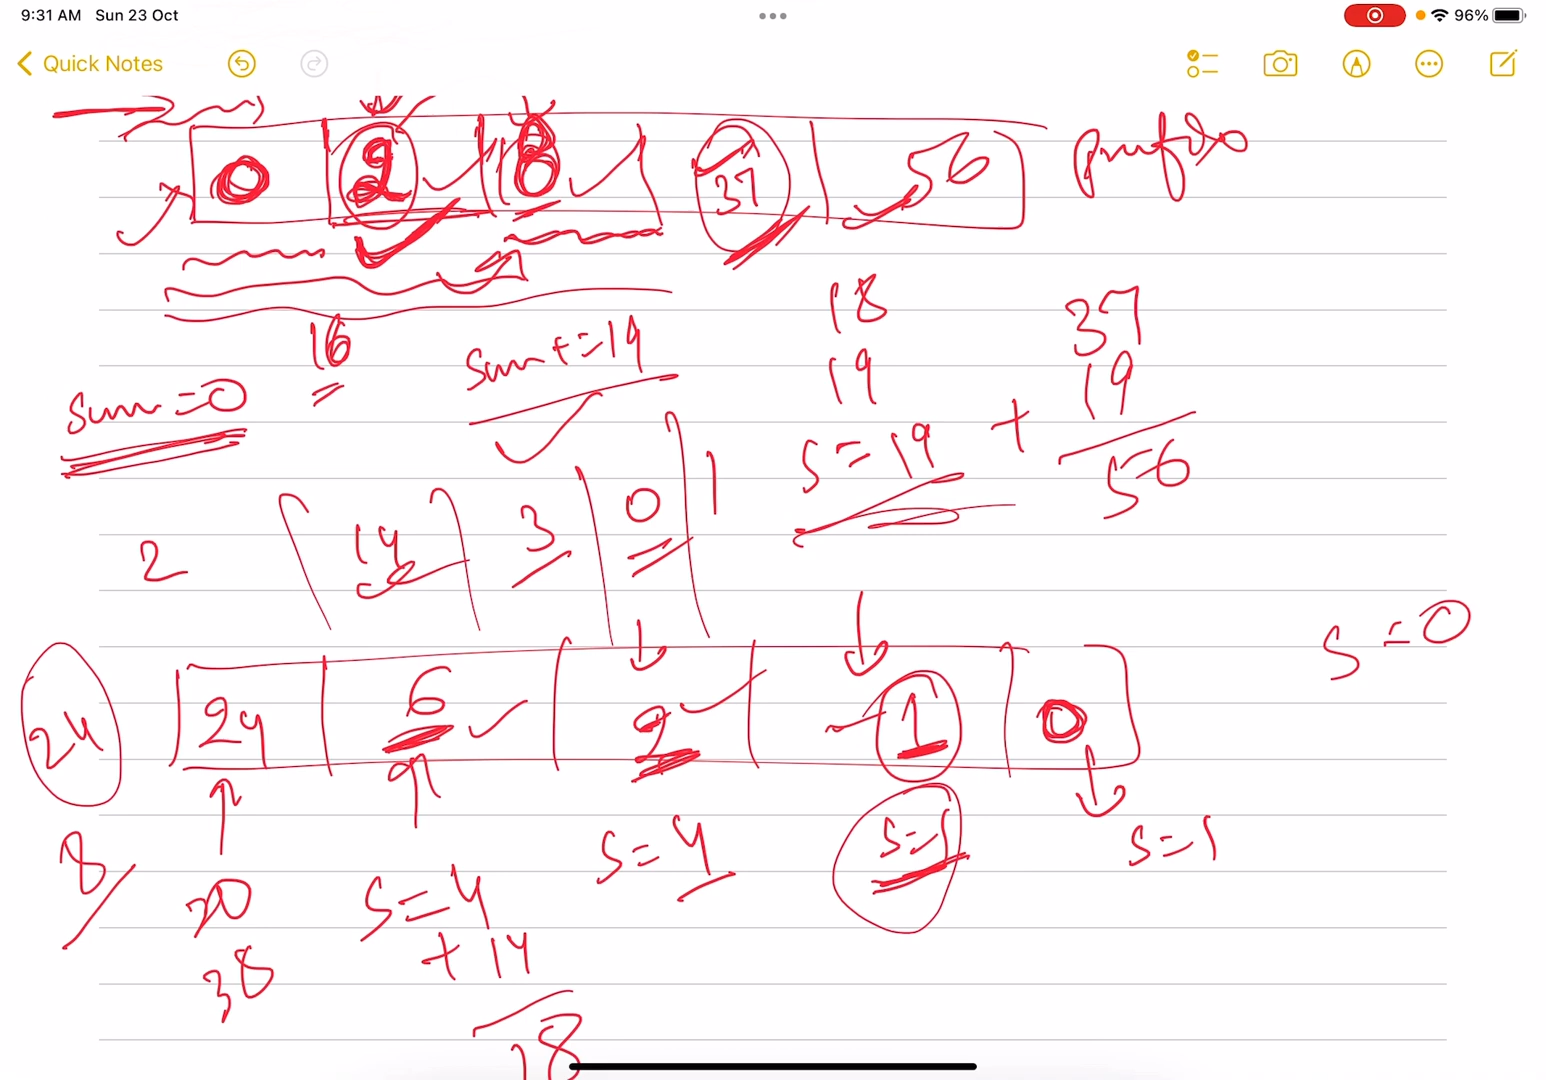 9:31 AM Sun 23 Oct
96%
Quick Notes
0 2 8 37 56 prefix
16
sum=0
sum+=19
18
19
s=19
37
+ 19
56
2 14 3 0 1
s=0
24
24 6 2 -1 0
8
20
38
s=4
+14
18
s=4
s=1
s=1